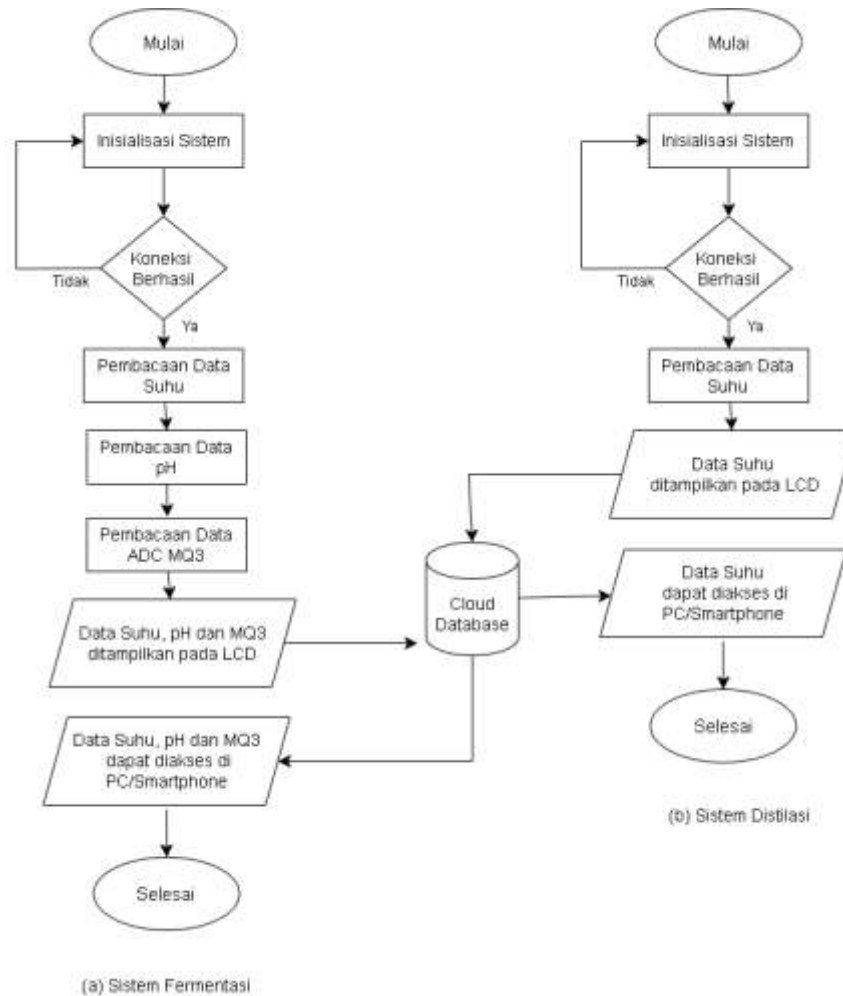 Mulai
Inisialisasi Sistem
Koneksi
Berhasil
Tidak
Ya
Pembacaan Data
Suhu
Pembacaan Data
pH
Pembacaan Data
ADC MQ3
Data Suhu, pH dan MQ3
ditampilkan pada LCD
Cloud
Database
Data Suhu, pH dan MQ3
dapat diakses di
PC/Smartphone
Selesai
(a) Sistem Fermentasi
Mulai
Inisialisasi Sistem
Koneksi
Berhasil
Tidak
Ya
Pembacaan Data
Suhu
Data Suhu
ditampilkan pada LCD
Data Suhu
dapat diakses di
PC/Smartphone
Selesai
(b) Sistem Distilasi